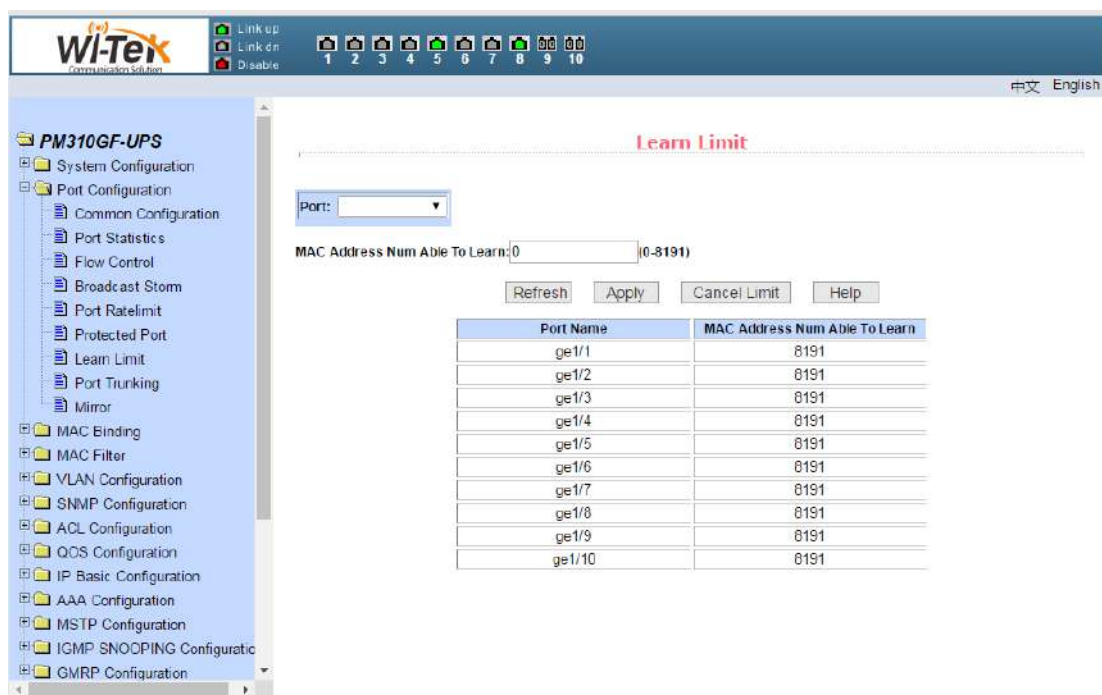 Wi-Tek
Communication Solution
Link up
Link dn
Disable
1 2 3 4 5 6 7 8 9 10
中文 English
PM310GF-UPS
System Configuration
Port Configuration
Common Configuration
Port Statistics
Flow Control
Broadcast Storm
Port Ratelimit
Protected Port
Learn Limit
Port Trunking
Mirror
MAC Binding
MAC Filter
VLAN Configuration
SNMP Configuration
ACL Configuration
QOS Configuration
IP Basic Configuration
AAA Configuration
MSTP Configuration
IGMP SNOOPING Configuratic
GMRP Configuration
Learn Limit
Port:
MAC Address Num Able To Learn: 0 (0-8191)
Refresh Apply Cancel Limit Help
Port Name MAC Address Num Able To Learn
ge1/1 8191
ge1/2 8191
ge1/3 8191
ge1/4 8191
ge1/5 8191
ge1/6 8191
ge1/7 8191
ge1/8 8191
ge1/9 8191
ge1/10 8191